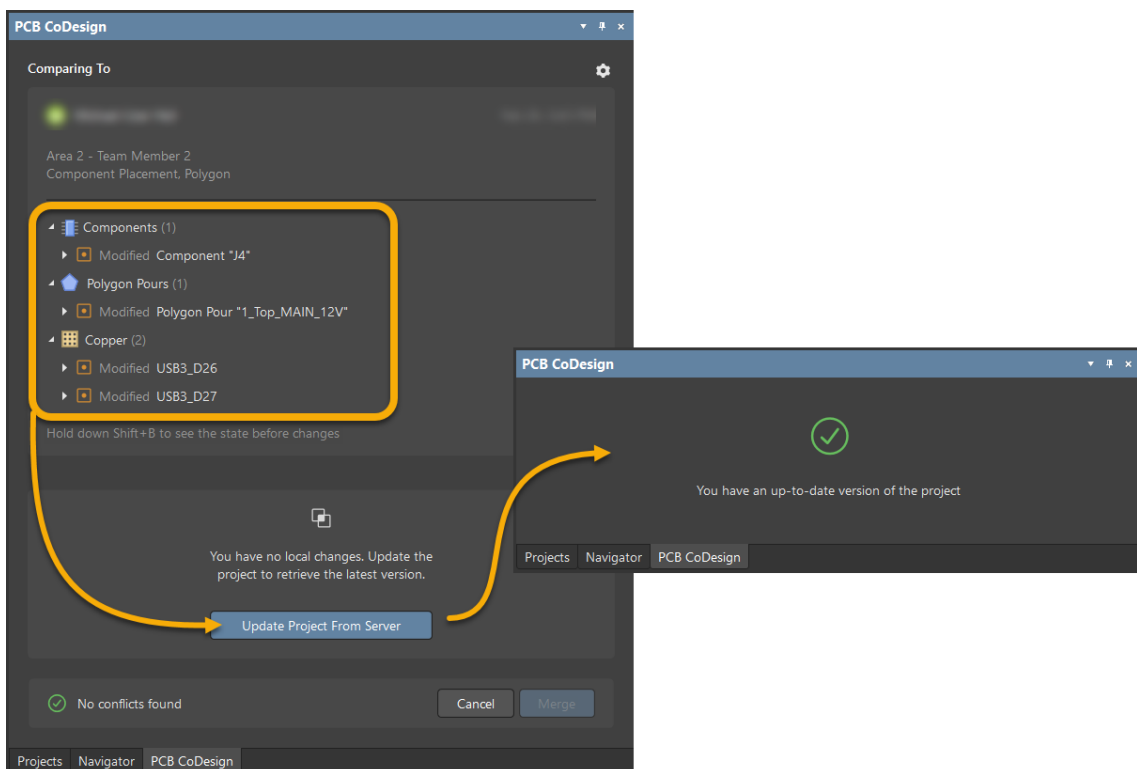 PCB CoDesign
Comparing To
Area 2 - Team Member 2
Component Placement, Polygon
Components (1)
Modified Component "J4"
Polygon Pours (1)
Modified Polygon Pour "1_Top_MAIN_12V"
Copper (2)
Modified USB3_D26
Modified USB3_D27
Hold down Shift+B to see the state before changes
You have no local changes. Update the
project to retrieve the latest version.
Update Project From Server
No conflicts found
Cancel
Merge
Projects
Navigator
PCB CoDesign
PCB CoDesign
You have an up-to-date version of the project
Projects
Navigator
PCB CoDesign